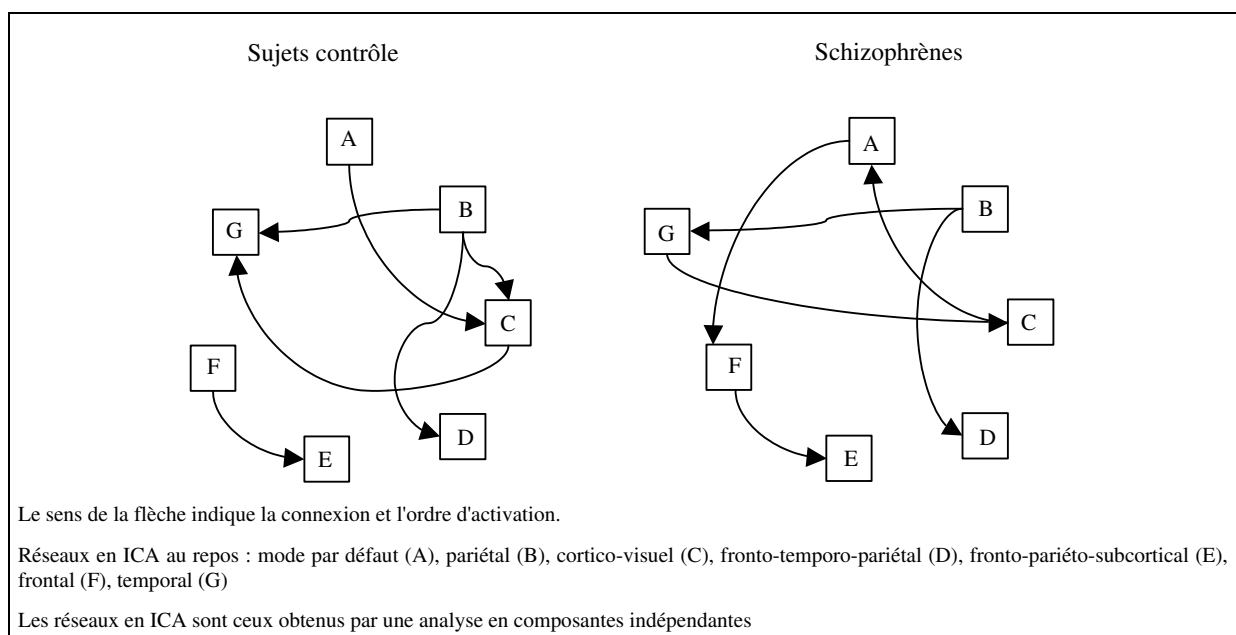 Sujets contrôle
Schizophrènes
A
B
G
C
F
D
E
A
B
G
C
F
D
E
Le sens de la flèche indique la connexion et l'ordre d'activation.
Réseaux en ICA au repos : mode par défaut (A), pariétal (B), cortico-visuel (C), fronto-temporo-pariétal (D), fronto-pariéto-subcortical (E),
frontal (F), temporal (G)
Les réseaux en ICA sont ceux obtenus par une analyse en composantes indépendantes